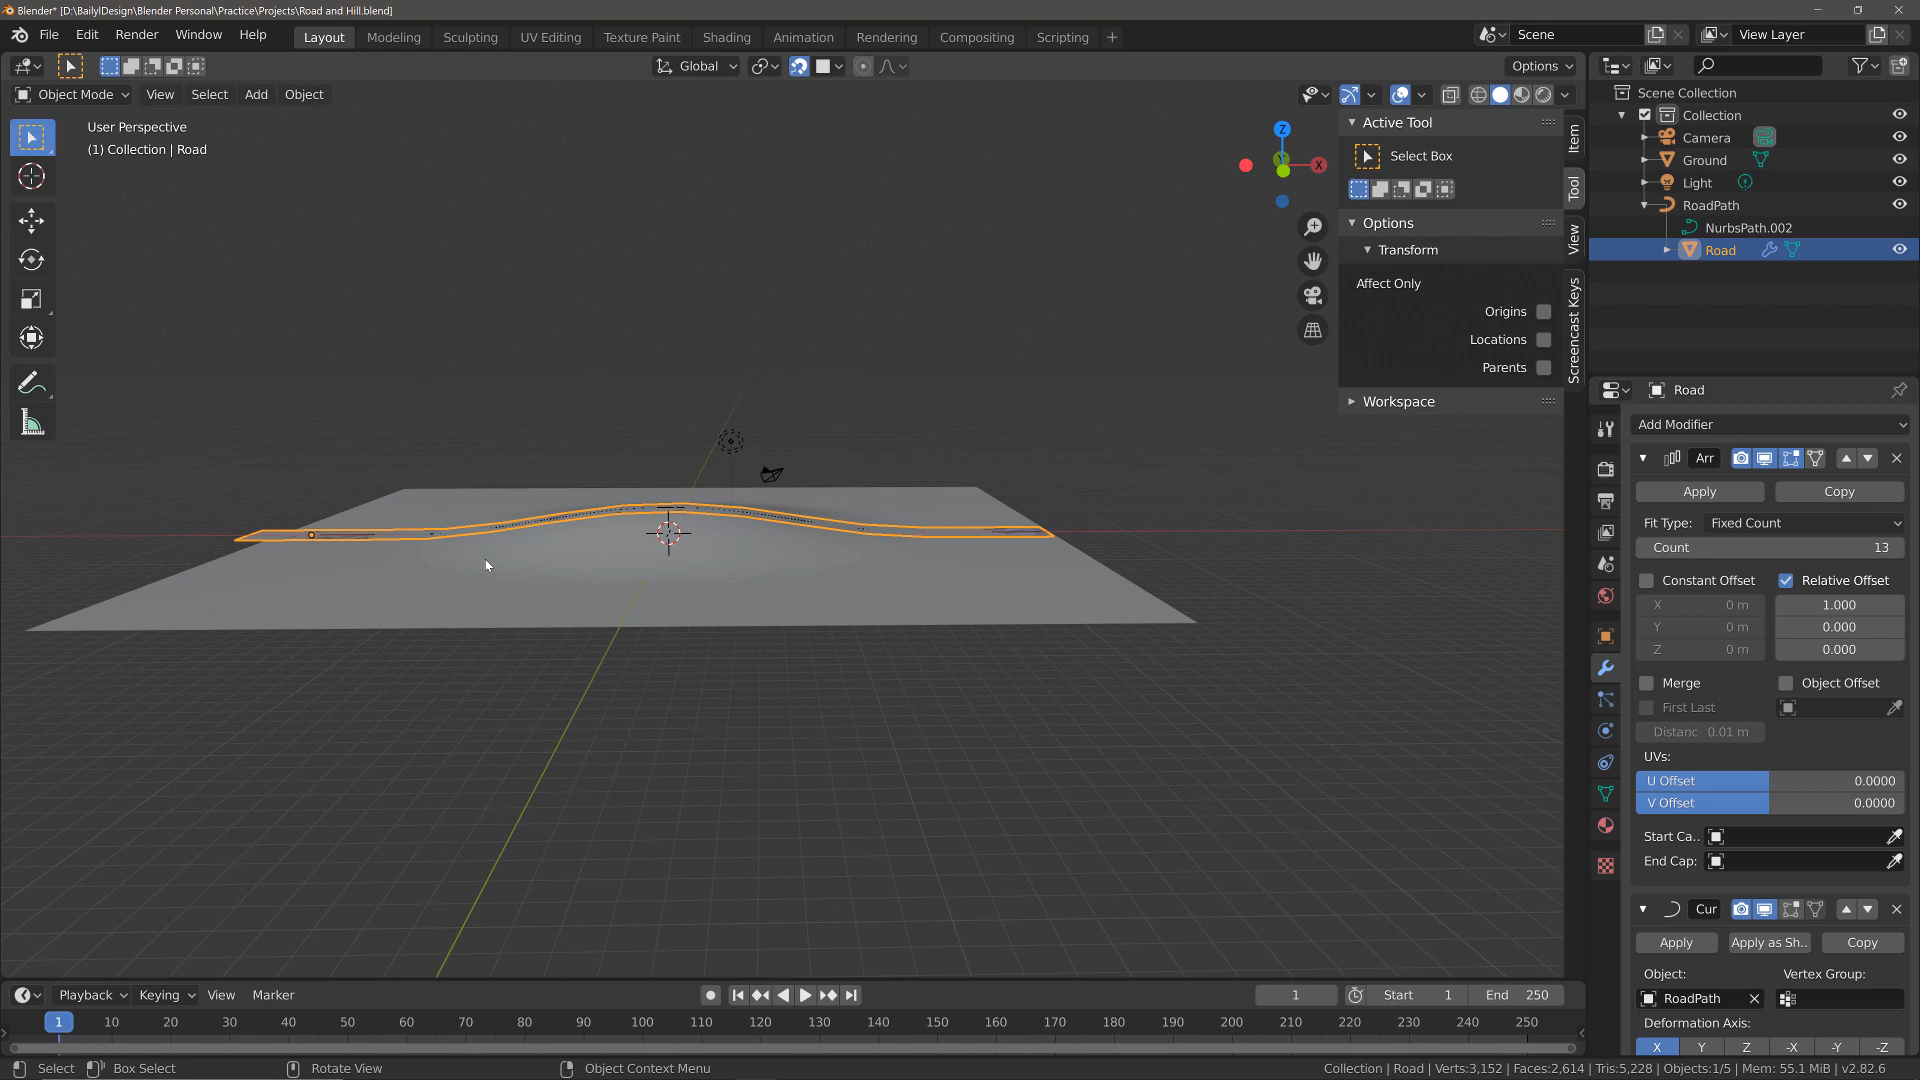 Blender* [D:\BailylDesign\Blender Personal\Practice\Projects\Road and Hill.blend]
File Edit Render Window Help
Layout Modeling Sculpting UV Editing Texture Paint Shading Animation Rendering Compositing Scripting +
Scene
View Layer
Global
Options
Object Mode View Select Add Object
User Perspective
(1) Collection | Road
Z
Y
X
Active Tool
Select Box
Options
Transform
Affect Only
Origins
Locations
Parents
Workspace
Item
Tool
View
Screencast Keys
Scene Collection
Collection
Camera
Ground
Light
RoadPath
NurbsPath.002
Road
Road
Add Modifier
Arr
Apply Copy
Fit Type: Fixed Count
Count 13
Constant Offset Relative Offset
X 0 m 1.000
Y 0 m 0.000
Z 0 m 0.000
Merge Object Offset
First Last
Distanc 0.01 m
UVs:
U Offset 0.0000
V Offset 0.0000
Start Ca..
End Cap:
Cur
Apply Apply as Sh.. Copy
Object: Vertex Group:
RoadPath
Deformation Axis:
X Y Z -X -Y -Z
Playback Keying View Marker
1 Start 1 End 250
1 10 20 30 40 50 60 70 80 90 100 110 120 130 140 150 160 170 180 190 200 210 220 230 240 250
Select Box Select Rotate View Object Context Menu
Collection | Road | Verts:3,152 | Faces:2,614 | Tris:5,228 | Objects:1/5 | Mem: 55.1 MiB | v2.82.6